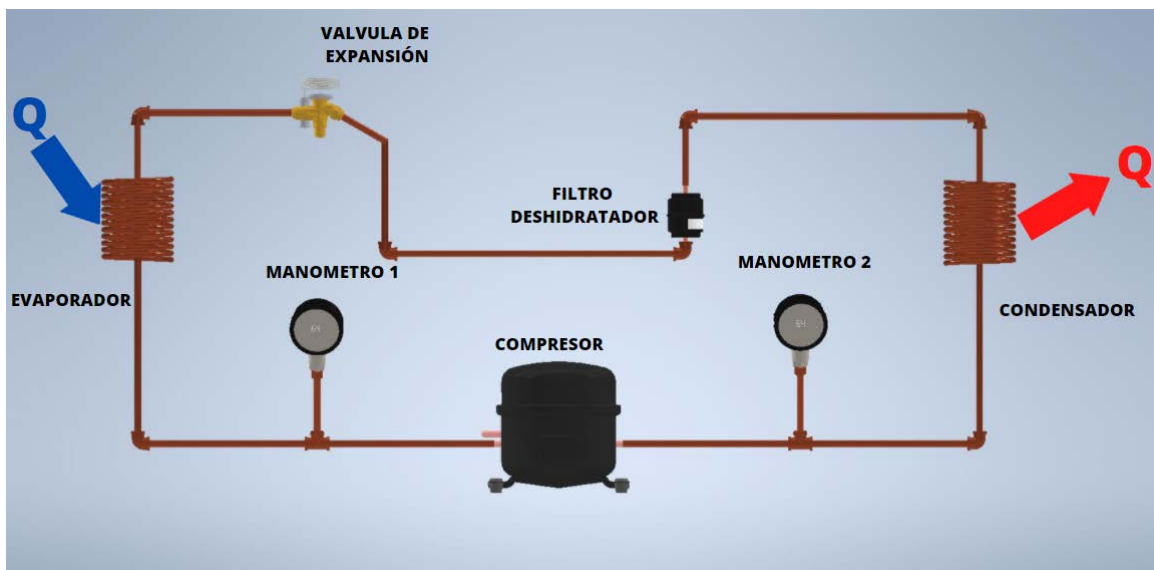 VALVULA DE
EXPANSIÓN
Q
Q
FILTRO
DESHIDRATADOR
MANOMETRO 1
MANOMETRO 2
EVAPORADOR
CONDENSADOR
COMPRESOR